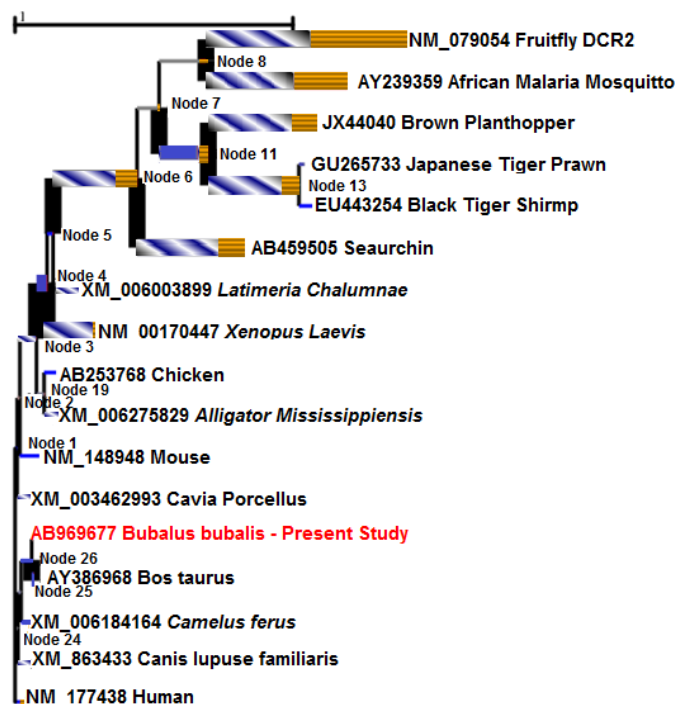 1
NM_079054 Fruitfly DCR2
Node 8
AY239359 African Malaria Mosquitto
Node 7
JX44040 Brown Planthopper
Node 11
GU265733 Japanese Tiger Prawn
Node 6
Node 13
EU443254 Black Tiger Shirmp
Node 5
AB459505 Seaurchin
Node 4
XM_006003899 Latimeria Chalumnae
NM_00170447 Xenopus Laevis
Node 3
AB253768 Chicken
Node 19
Node 2
XM_006275829 Alligator Mississippiensis
Node 1
NM_148948 Mouse
XM_003462993 Cavia Porcellus
AB969677 Bubalus bubalis - Present Study
Node 26
AY386968 Bos taurus
Node 25
XM_006184164 Camelus ferus
Node 24
XM_863433 Canis lupuse familiaris
NM_177438 Human